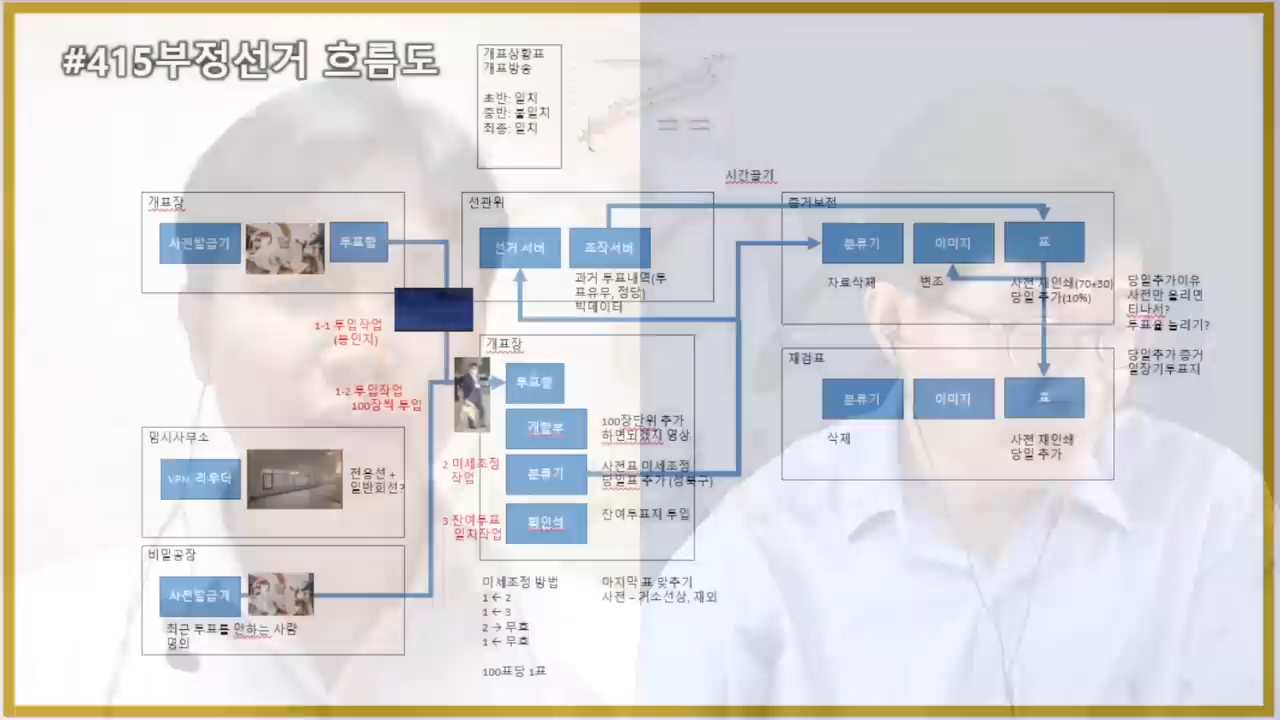 #415부정선거 흐름도
개표상황표
개표방송
초반: 일치
중반: 불일치
최종: 일치
시간끌기
개표장
사전발급기
투표함
선관위
선거 서버
조작서버
과거 투표내역(투
표유무, 정당)
빅데이터
증거보전
분류기
이미지
표
자료삭제
변조
사전 재인쇄(70+30)
당일 추가(10%)
당일추가이유
사전만 올리면
티나서?
투표율 늘리기?
당일추가 증거
일장기투표지
1-1 투입작업
(봉인지)
1-2 투입작업
100장씩 투입
개표장
투표함
개함부
분류기
확인석
100장단위 추가
하면되겠지 영상
사전표 미세조정
당일표 추가 (성북구)
잔여투표지 투입
2 미세조정
작업
3 잔여투표
일치작업
재검표
분류기
이미지
표
삭제
사전 재인쇄
당일 추가
임시사무소
VPN, 라우터
전용선 +
일반회선?
비밀공장
사전발급기
최근 투표를 안하는 사람
명의
미세조정 방법
1 ← 2
1 ← 3
2 → 무효
1 ← 무효
100표당 1표
마지막 표 맞추기
사전 – 거소선상, 재외